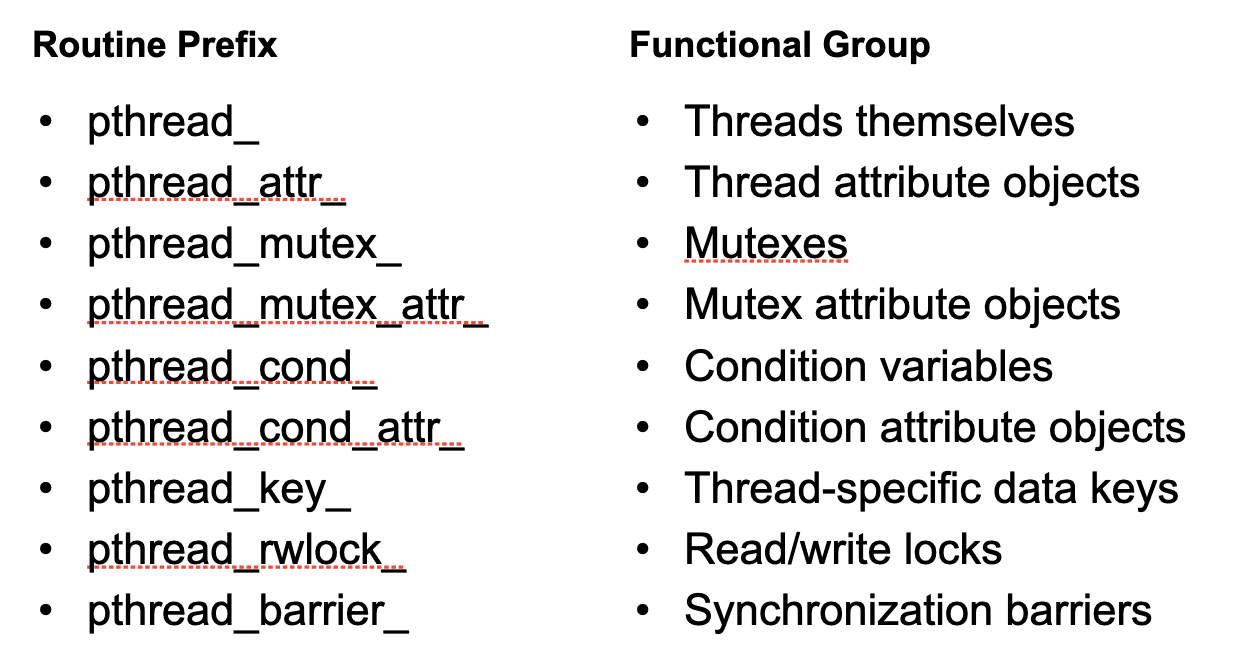 Routine Prefix
Functional Group
• pthread_
• Threads themselves
• pthread_attr_
• Thread attribute objects
• pthread_mutex_
• Mutexes
• pthread_mutex_attr_
• Mutex attribute objects
• pthread_cond_
• Condition variables
• pthread_cond_attr_
• Condition attribute objects
• pthread_key_
• Thread-specific data keys
• pthread_rwlock_
• Read/write locks
• pthread_barrier_
• Synchronization barriers